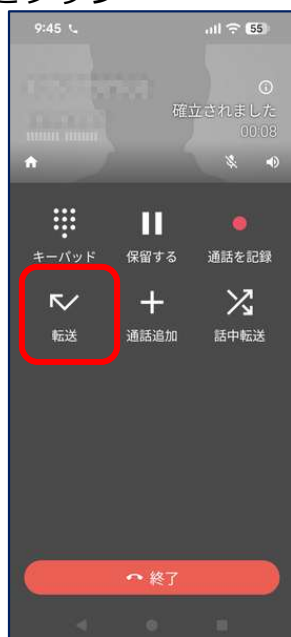 9:45
55
確立されました
00:08
キーパッド
保留する
通話を記録
転送
通話追加
話中転送
終了